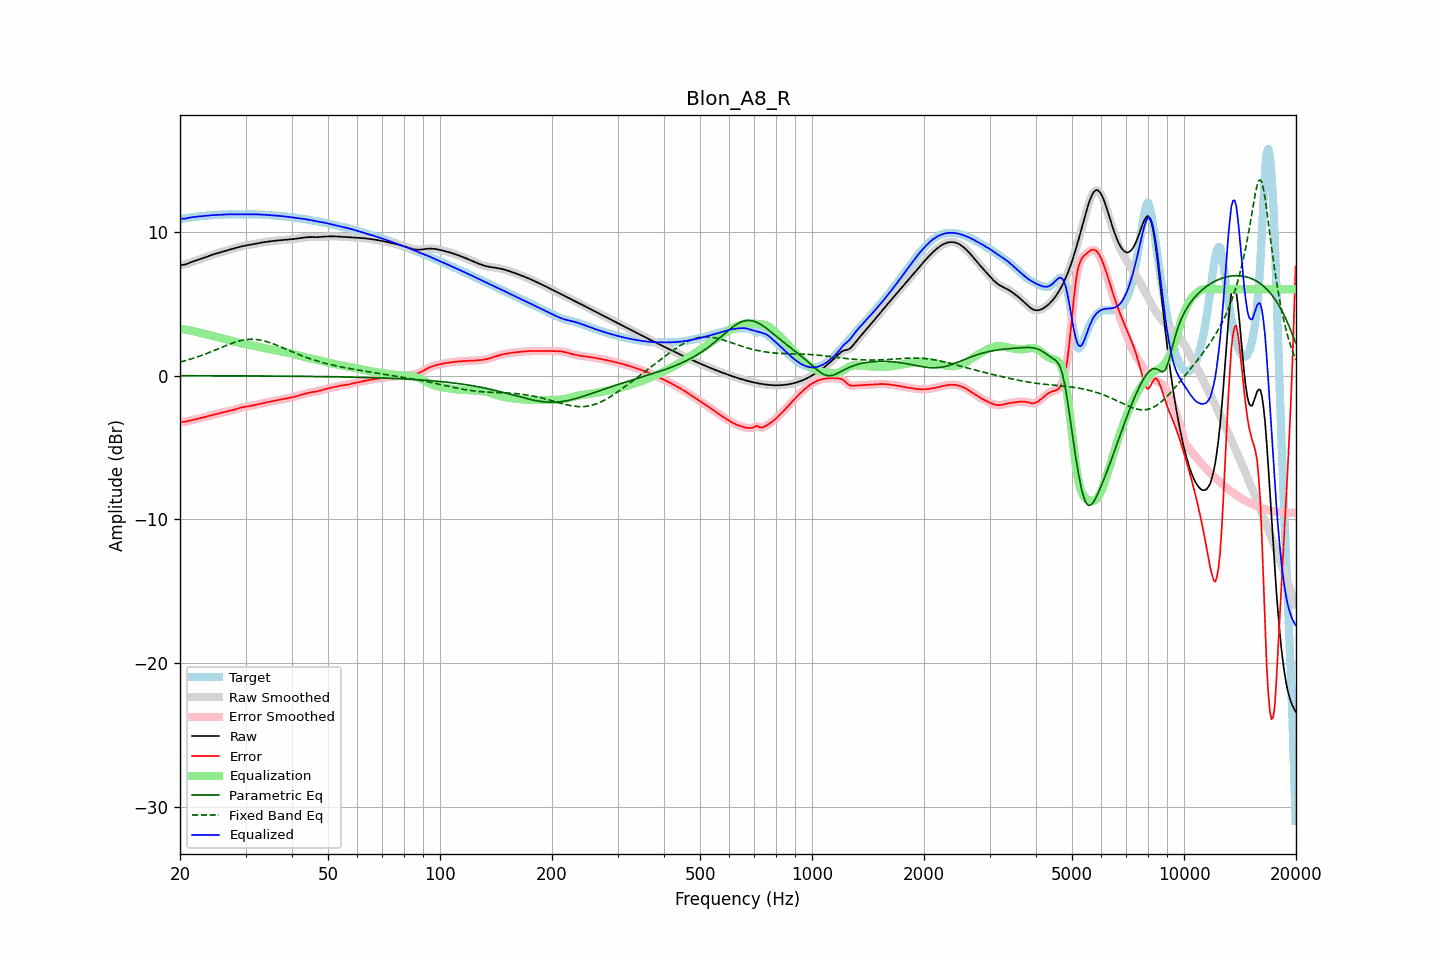 Blon_A8_R
Amplitude (dBr)
10
0
−10
−20
−30
Target
Raw Smoothed
Error Smoothed
Raw
Error
Equalization
Parametric Eq
Fixed Band Eq
Equalized
20 50 100 200 500 1000 2000 5000 10000 20000
Frequency (Hz)